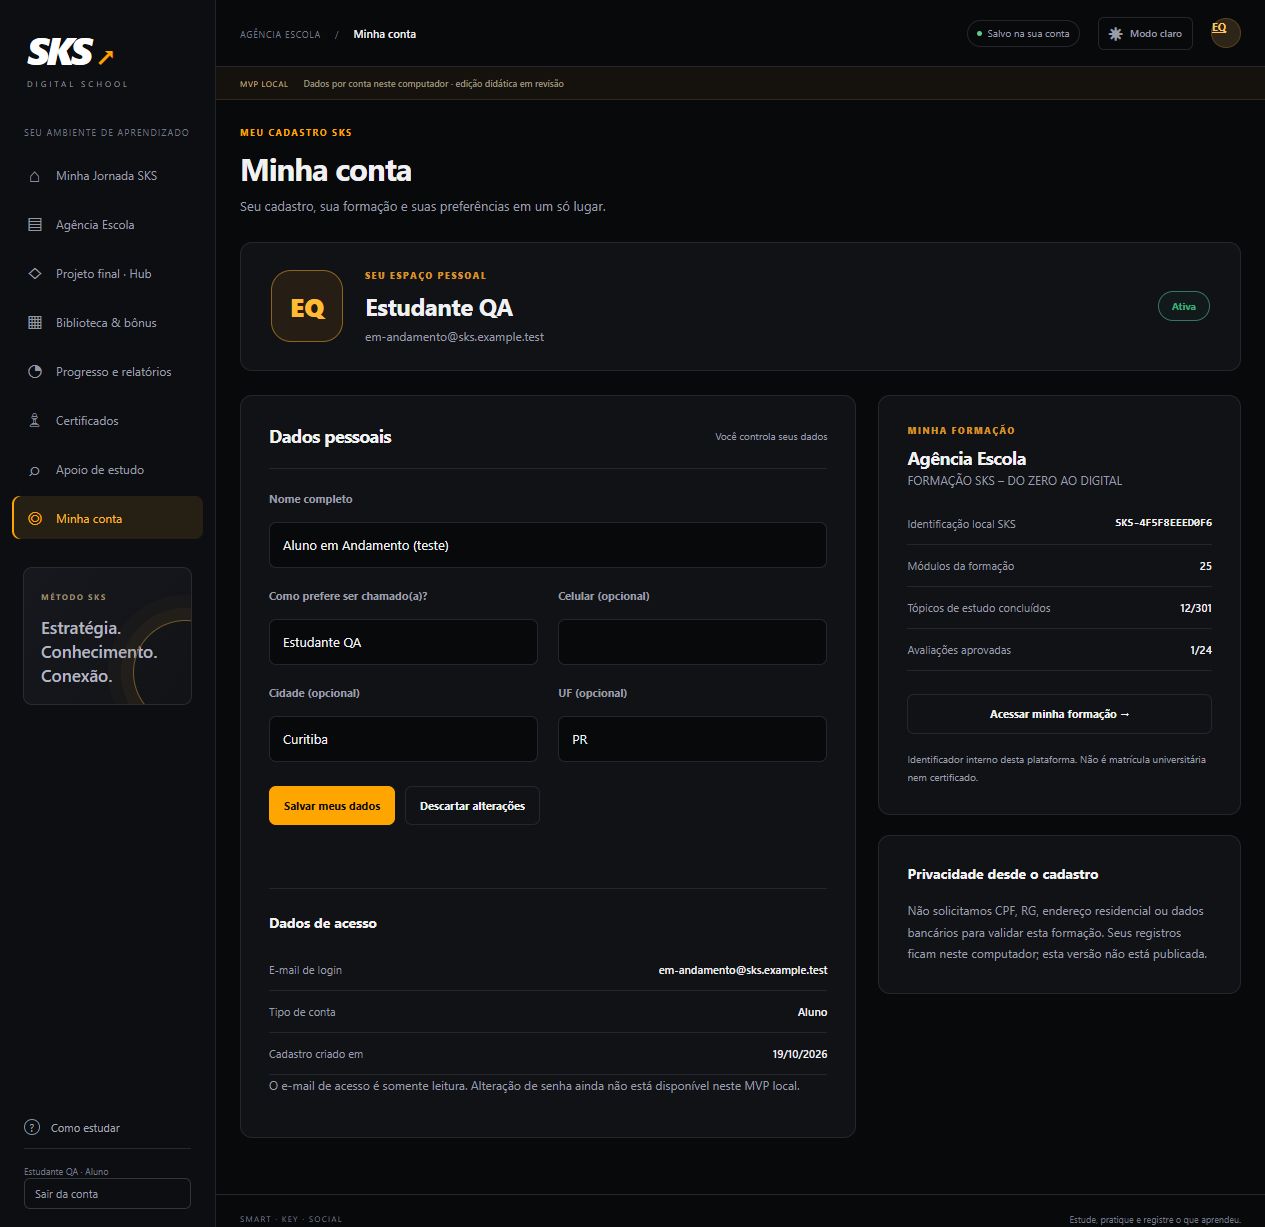 SKS
DIGITAL SCHOOL
SEU AMBIENTE DE APRENDIZADO
Minha Jornada SKS
Agência Escola
Projeto final · Hub
Biblioteca & bônus
Progresso e relatórios
Certificados
Apoio de estudo
Minha conta
MÉTODO SKS
Estratégia.
Conhecimento.
Conexão.
? Como estudar
Estudante QA · Aluno
Sair da conta
AGÊNCIA ESCOLA / Minha conta
Salvo na sua conta
Modo claro
EQ
MVP LOCAL Dados por conta neste computador · edição didática em revisão
MEU CADASTRO SKS
Minha conta
Seu cadastro, sua formação e suas preferências em um só lugar.
EQ
SEU ESPAÇO PESSOAL
Estudante QA
em-andamento@sks.example.test
Ativa
Dados pessoais
Você controla seus dados
Nome completo
Aluno em Andamento (teste)
Como prefere ser chamado(a)?
Estudante QA
Celular (opcional)
Cidade (opcional)
Curitiba
UF (opcional)
PR
Salvar meus dados
Descartar alterações
Dados de acesso
E-mail de login em-andamento@sks.example.test
Tipo de conta Aluno
Cadastro criado em 19/10/2026
O e-mail de acesso é somente leitura. Alteração de senha ainda não está disponível neste MVP local.
MINHA FORMAÇÃO
Agência Escola
FORMAÇÃO SKS – DO ZERO AO DIGITAL
Identificação local SKS SKS-4F5F8EEED0F6
Módulos da formação 25
Tópicos de estudo concluídos 12/301
Avaliações aprovadas 1/24
Acessar minha formação →
Identificador interno desta plataforma. Não é matrícula universitária
nem certificado.
Privacidade desde o cadastro
Não solicitamos CPF, RG, endereço residencial ou dados
bancários para validar esta formação. Seus registros
ficam neste computador; esta versão não está publicada.
SMART · KEY · SOCIAL
Estude, pratique e registre o que aprendeu.